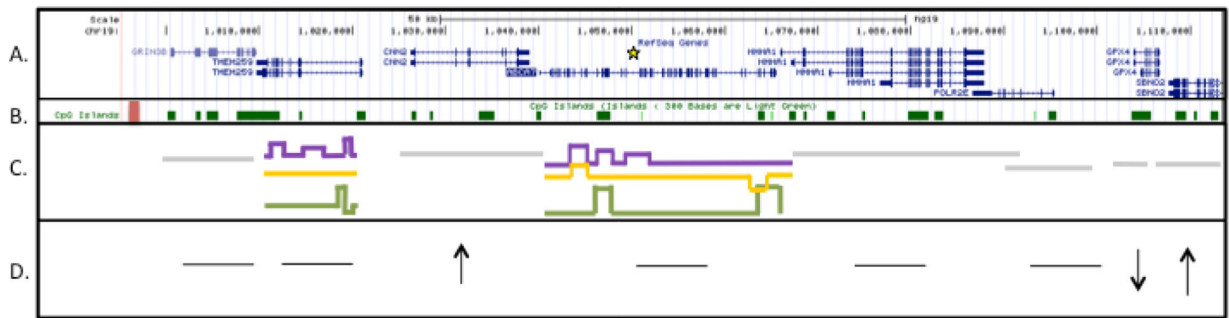 Scale 50 kb hg19
chr19: 1,010,000 1,020,000 1,030,000 1,040,000 1,050,000 1,060,000 1,070,000 1,080,000 1,090,000 1,100,000 1,110,000
RefSeq Genes
A. GRIN3B CNN2 HMHA1 GPX4
TMEM259 CNN2 HMHA1 GPX4
TMEM259 ABCA7 HMHA1 GPX4
HMHA1 SBNO2
POLR2E SBNO2
B. CpG Islands (Islands < 300 Bases are Light Green)
CpG Islands
C.
D.